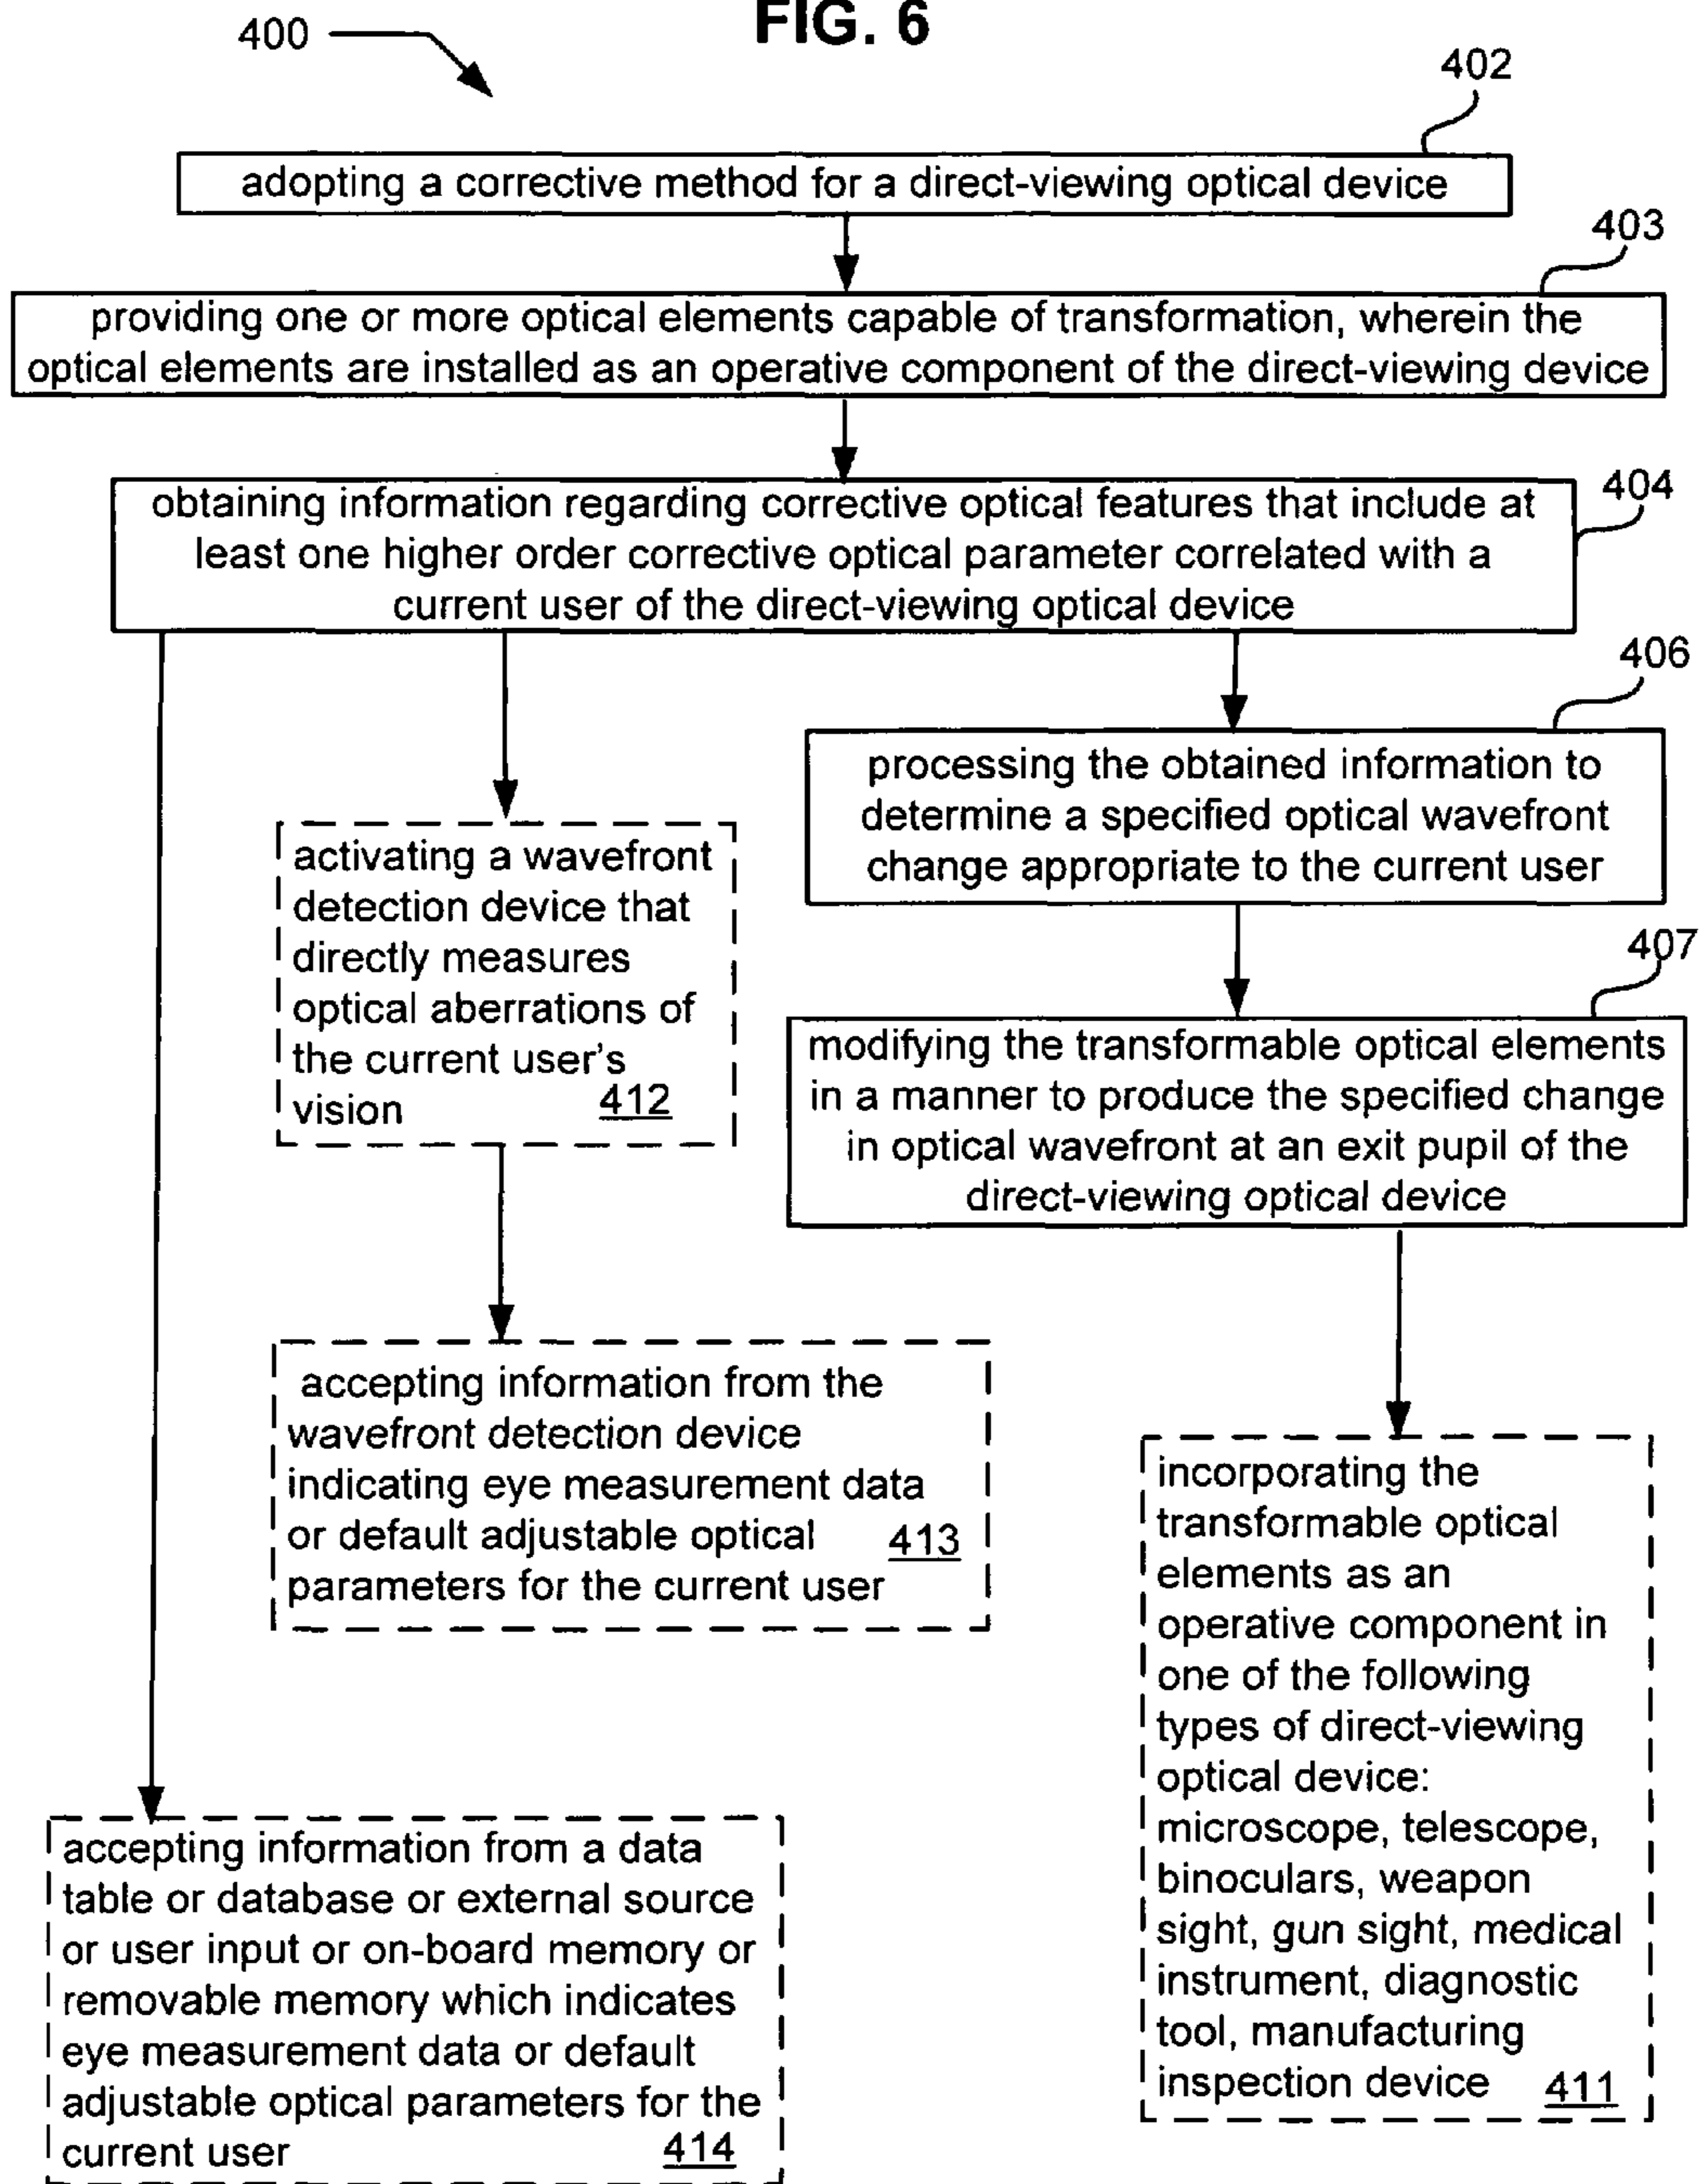 FIG. 6
400
402
adopting a corrective method for a direct-viewing optical device
403
providing one or more optical elements capable of transformation, wherein the
optical elements are installed as an operative component of the direct-viewing device
404
obtaining information regarding corrective optical features that include at
least one higher order corrective optical parameter correlated with a
current user of the direct-viewing optical device
406
processing the obtained information to
determine a specified optical wavefront
change appropriate to the current user
activating a wavefront
detection device that
directly measures
optical aberrations of
the current user's
vision 412
407
modifying the transformable optical elements
in a manner to produce the specified change
in optical wavefront at an exit pupil of the
direct-viewing optical device
accepting information from the
wavefront detection device
indicating eye measurement data
or default adjustable optical 413
parameters for the current user
incorporating the
transformable optical
elements as an
operative component in
one of the following
types of direct-viewing
optical device:
microscope, telescope,
binoculars, weapon
sight, gun sight, medical
instrument, diagnostic
tool, manufacturing
inspection device 411
accepting information from a data
table or database or external source
or user input or on-board memory or
removable memory which indicates
eye measurement data or default
adjustable optical parameters for the
current user 414